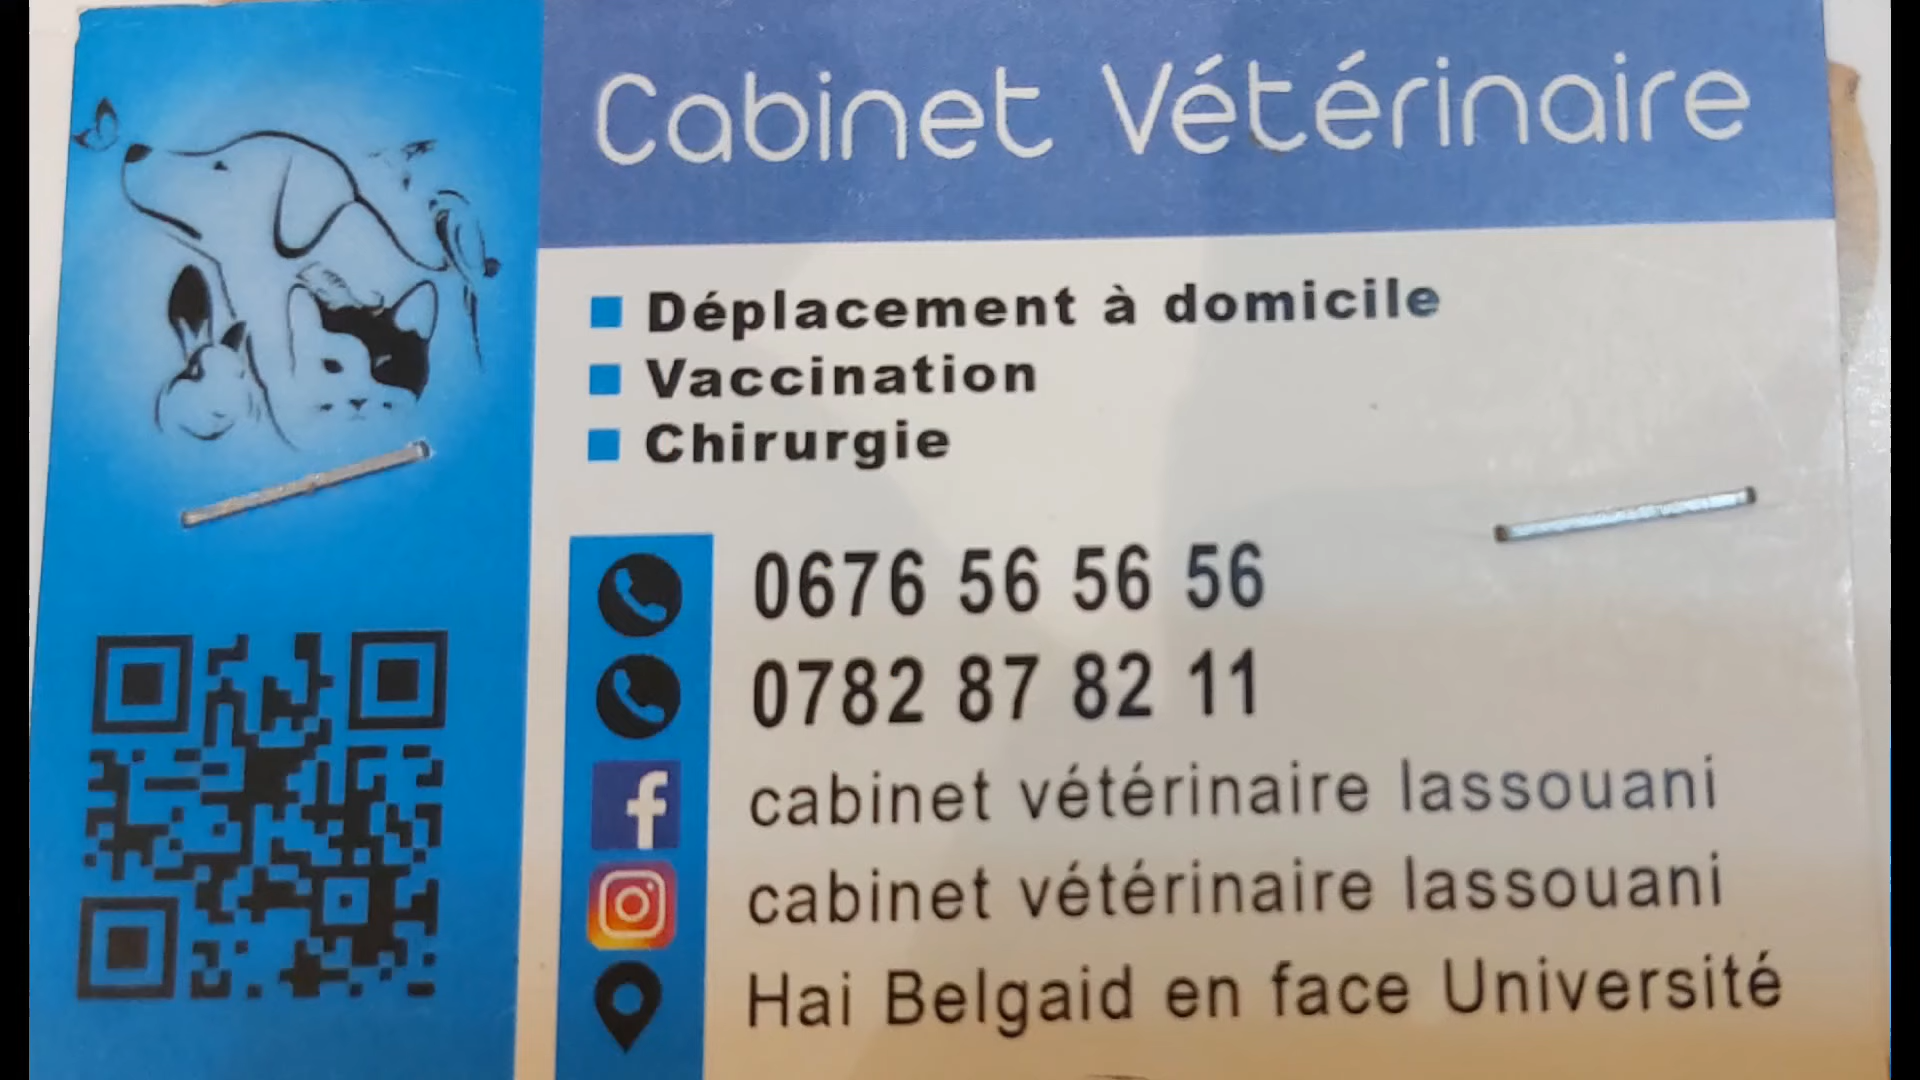 Cabinet Vétérinaire
Déplacement à domicile
Vaccination
Chirurgie
0676 56 56 56
0782 87 82 11
cabinet vétérinaire lassouani
cabinet vétérinaire lassouani
Hai Belgaid en face Université